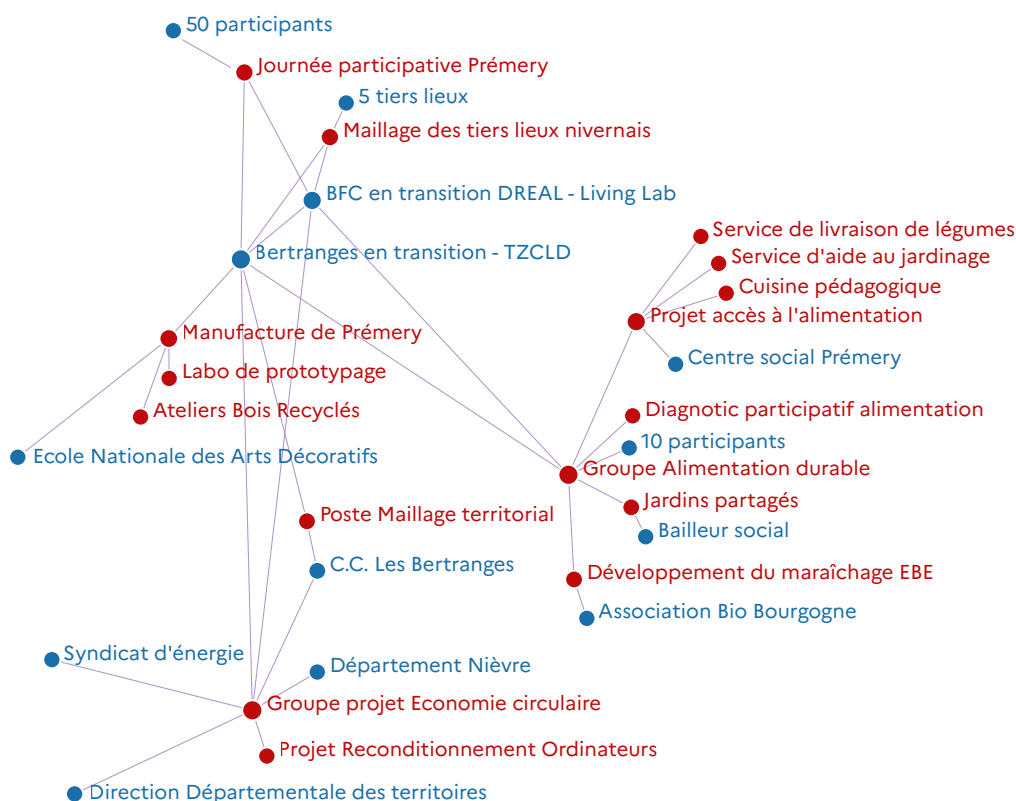 50 participants
Journée participative Prémery
5 tiers lieux
Maillage des tiers lieux nivernais
BFC en transition DREAL - Living Lab
Service de livraison de légumes
Bertranges en transition - TZCLD
Service d'aide au jardinage
Cuisine pédagogique
Projet accès à l'alimentation
Manufacture de Prémery
Centre social Prémery
Labo de prototypage
Ateliers Bois Recyclés
Diagnotic participatif alimentation
10 participants
Ecole Nationale des Arts Décoratifs
Groupe Alimentation durable
Jardins partagés
Poste Maillage territorial
Bailleur social
C.C. Les Bertranges
Développement du maraîchage EBE
Association Bio Bourgogne
Syndicat d'énergie
Département Nièvre
Groupe projet Economie circulaire
Projet Reconditionnement Ordinateurs
Direction Départementale des territoires